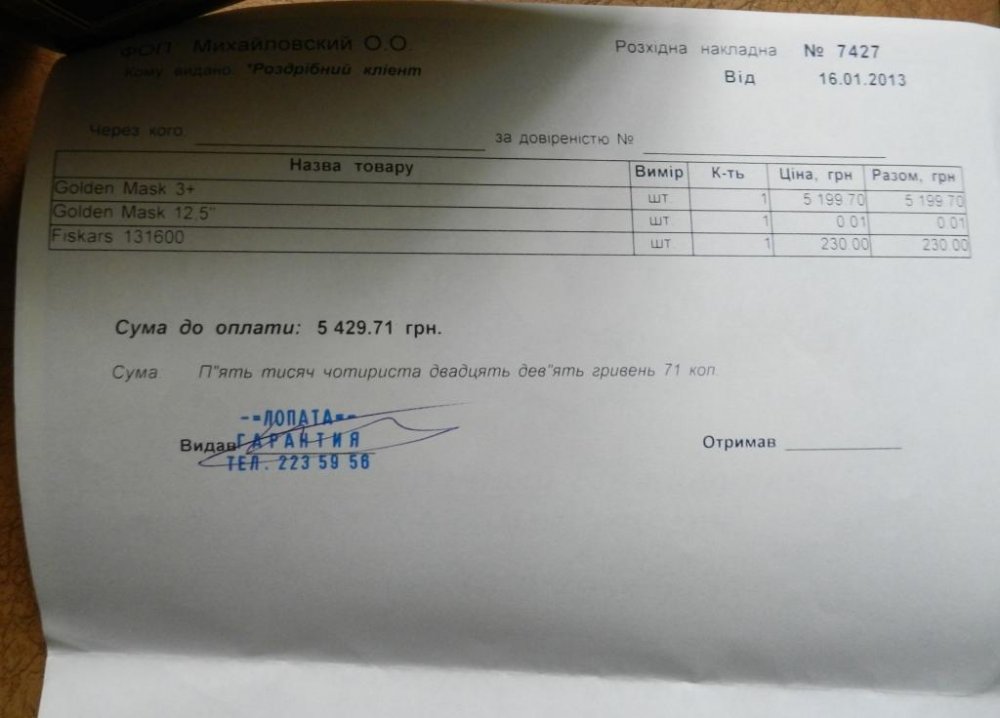 ФОП Михайловский О.О.
Розхідна накладна № 7427
Кому видано: *Роздрібний клієнт
Від 16.01.2013
Через кого: за довіреністю №
Назва товару Вимір К-ть Ціна, грн Разом, грн
Golden Mask 3+ шт 1 5 199.70 5 199.70
Golden Mask 12,5" шт 1 0.01 0.01
Fiskars 131600 шт 1 230.00 230.00
Сума до оплати: 5 429.71 грн.
Сума П"ять тисяч чотириста двадцять дев"ять гривень 71 коп
-=ЛОПАТА=-
Видав ГАРАНТИЯ Отримав
ТЕЛ. 223 59 56